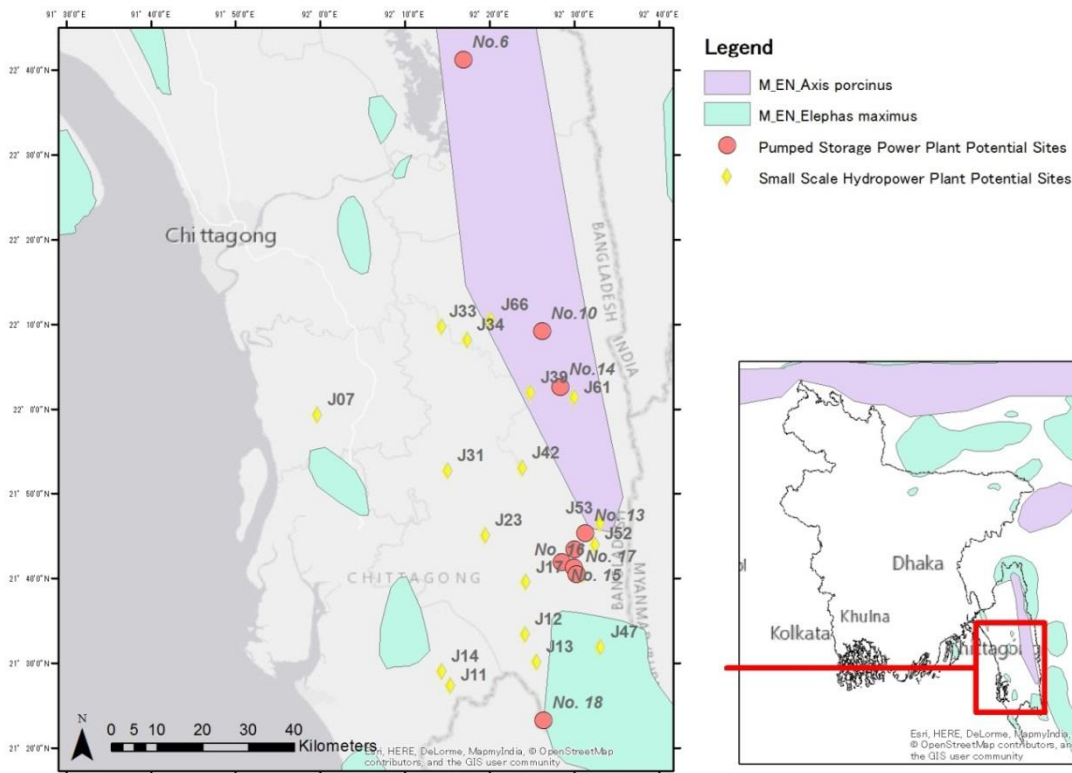 91° 30'0"E 91° 40'0"E 91° 50'0"E 92° 0'0"E 92° 10'0"E 92° 20'0"E 92° 30'0"E 92° 40'0"E
22° 40'0"N
22° 30'0"N
22° 20'0"N
22° 10'0"N
22° 0'0"N
21° 50'0"N
21° 40'0"N
21° 30'0"N
21° 20'0"N
No.6
Chittagong
BANGLADESH INDIA
J33
J66
No.10
J34
No.14
J39
J61
J07
J31
J42
J53
No. 13
J23
J52
No. 16
No. 17
J17
No. 15
CHITTAGONG
BANGLADESH
J12
J13
J47
J14
J11
No. 18
N
0 5 10 20 30 40
Kilometers
Esri, HERE, DeLorme, MapmyIndia, © OpenStreetMap
contributors, and the GIS user community
Legend
M_EN_Axis porcinus
M_EN_Elephas maximus
Pumped Storage Power Plant Potential Sites
Small Scale Hydropower Plant Potential Sites
Dhaka
Khulna
Kolkata
Chittagong
Esri, HERE, DeLorme, MapmyIndia,
© OpenStreetMap contributors, and
the GIS user community